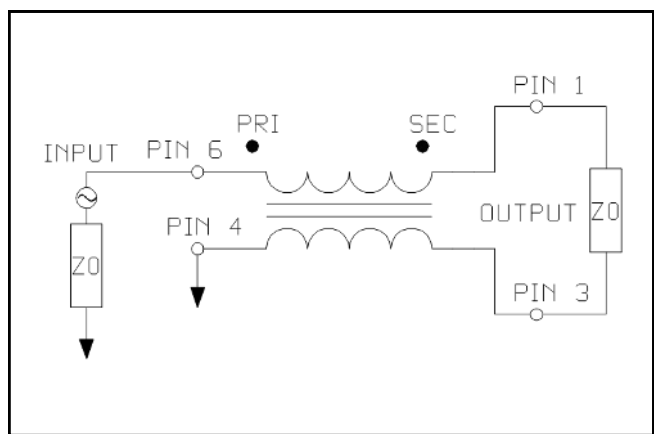 PIN 1
PRI
SEC
INPUT
PIN 6
OUTPUT
Z0
PIN 4
Z0
PIN 3